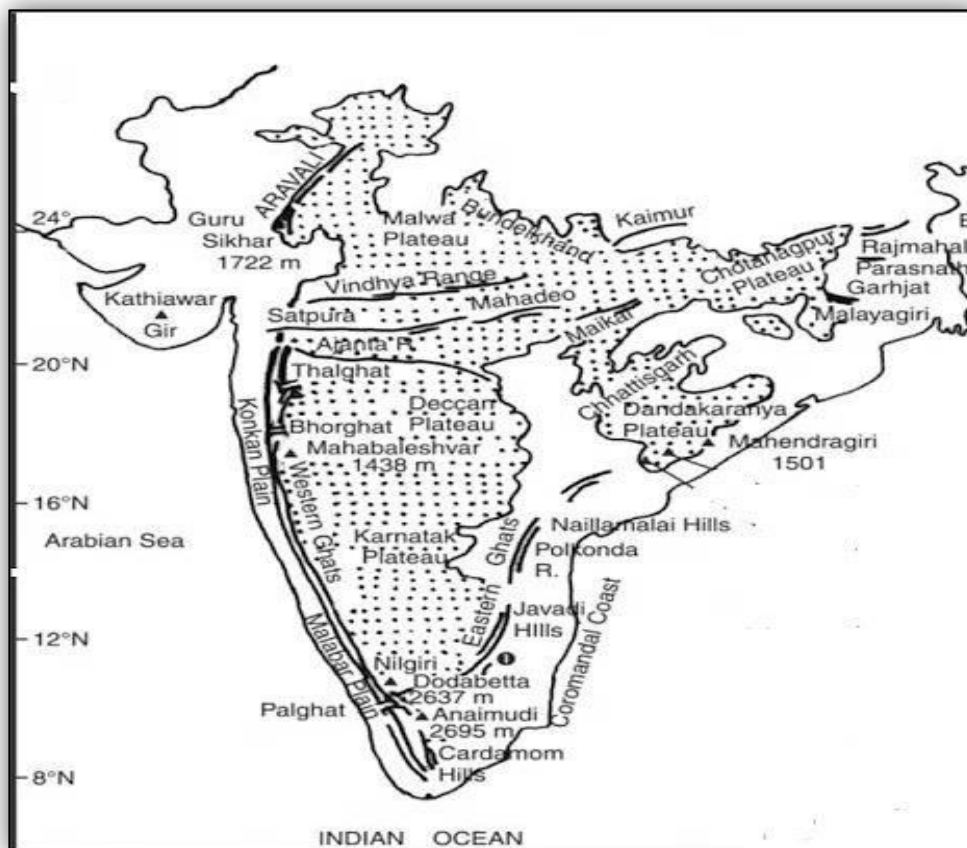 ARAVALI
24°
Guru
Sikhar
1722 m
Malwa
Plateau
Bundelkhand
Kaimur
Chotanagpur
Plateau
Rajmahal
Parasnath
Garhjat
Malayagiri
Vindhya Range
Mahadeo
Kathiawar
Gir
Satpura
Maikal
Ajanta R.
20°N
Thalghat
Chhattisgarh
Deccan
Plateau
Dandakaranya
Plateau
Konkan Plain
Bhorghat
Mahabaleshvar
1438 m
Mahendragiri
1501
Western Ghats
16°N
Arabian Sea
Naillamalai Hills
Karnatak
Plateau
Eastern Ghats
Polkonda
R.
Javadi
HIlls
Coromandal Coast
12°N
Malabar Plain
Nilgiri
Dodabetta
2637 m
Palghat
Anaimudi
2695 m
Cardamom
Hills
8°N
INDIAN OCEAN